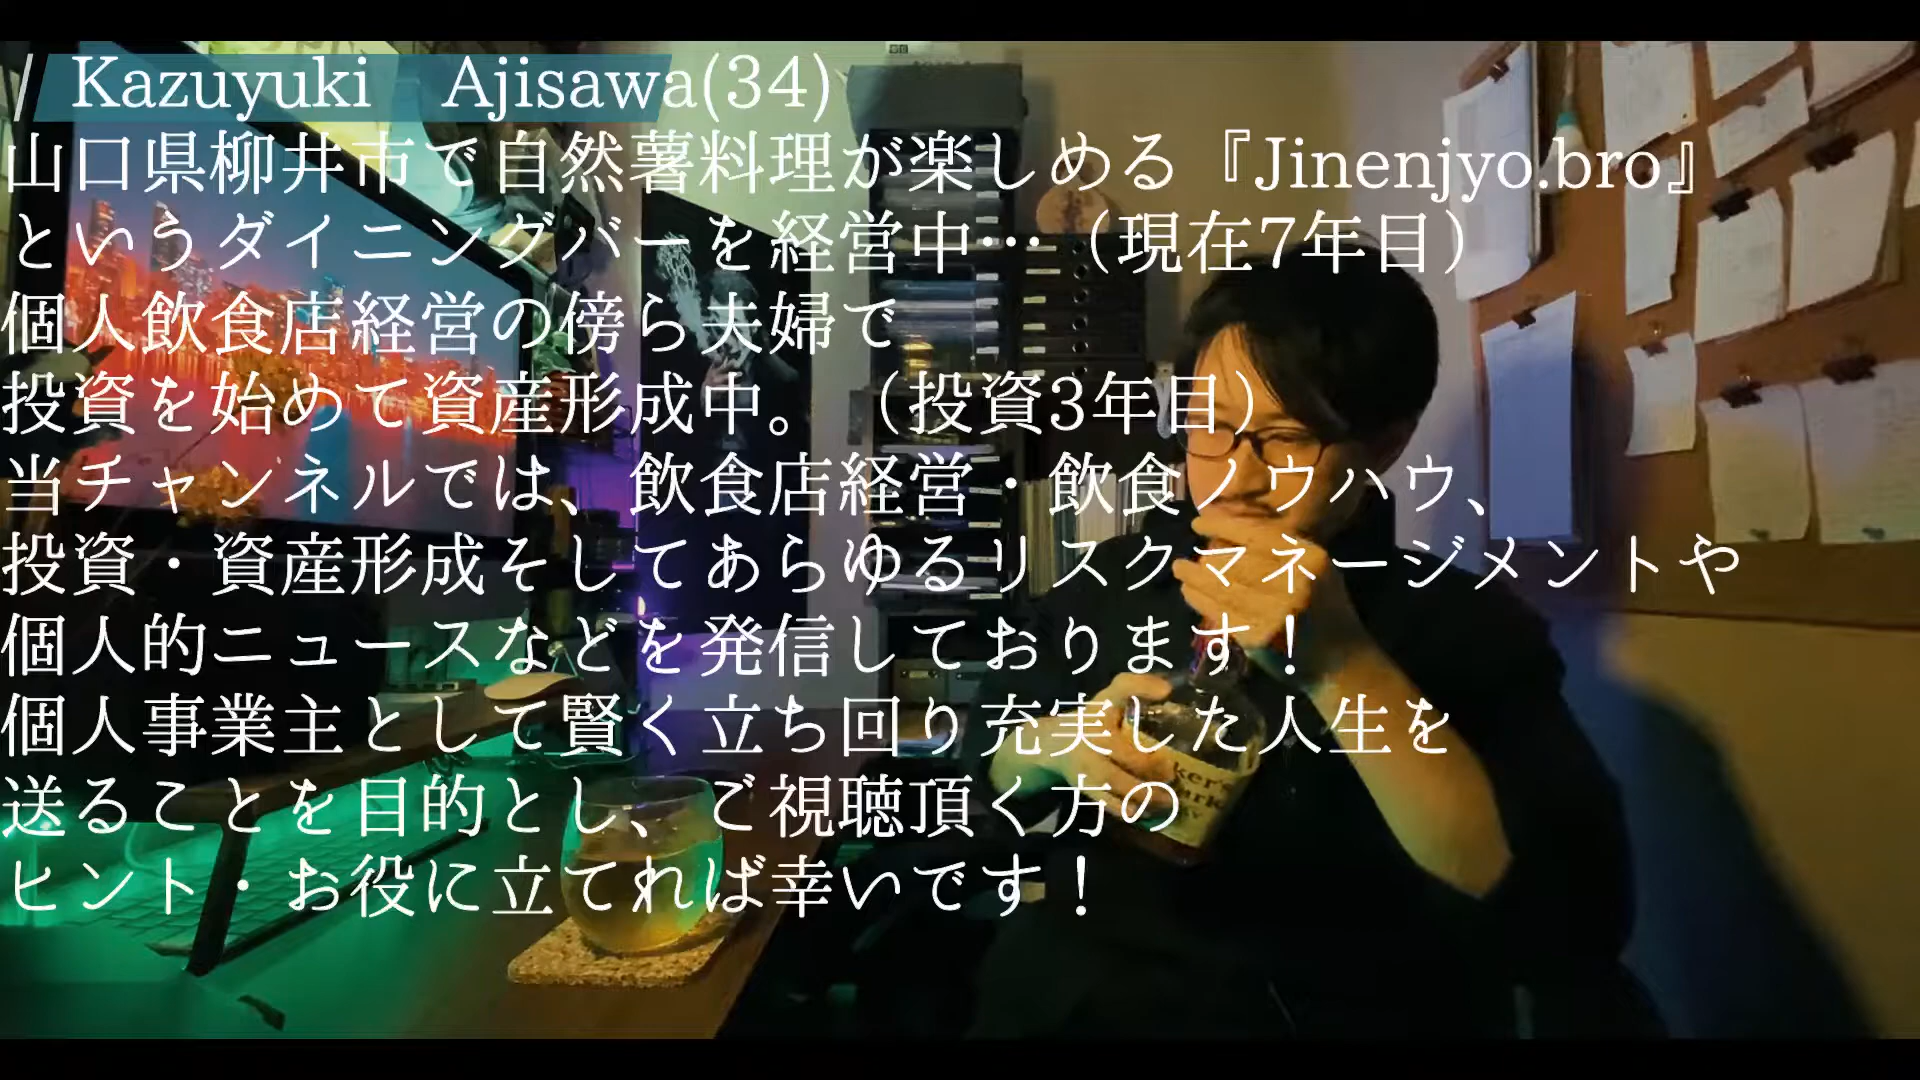 / Kazuyuki　Ajisawa(34)
山口県柳井市で自然薯料理が楽しめる『Jinenjyo.bro』
というダイニングバーを経営中…（現在7年目）
個人飲食店経営の傍ら夫婦で
投資を始めて資産形成中。（投資3年目）
当チャンネルでは、飲食店経営・飲食ノウハウ、
投資・資産形成そしてあらゆるリスクマネージメントや
個人的ニュースなどを発信しております！
個人事業主として賢く立ち回り充実した人生を
送ることを目的とし、ご視聴頂く方の
ヒント・お役に立てれば幸いです！